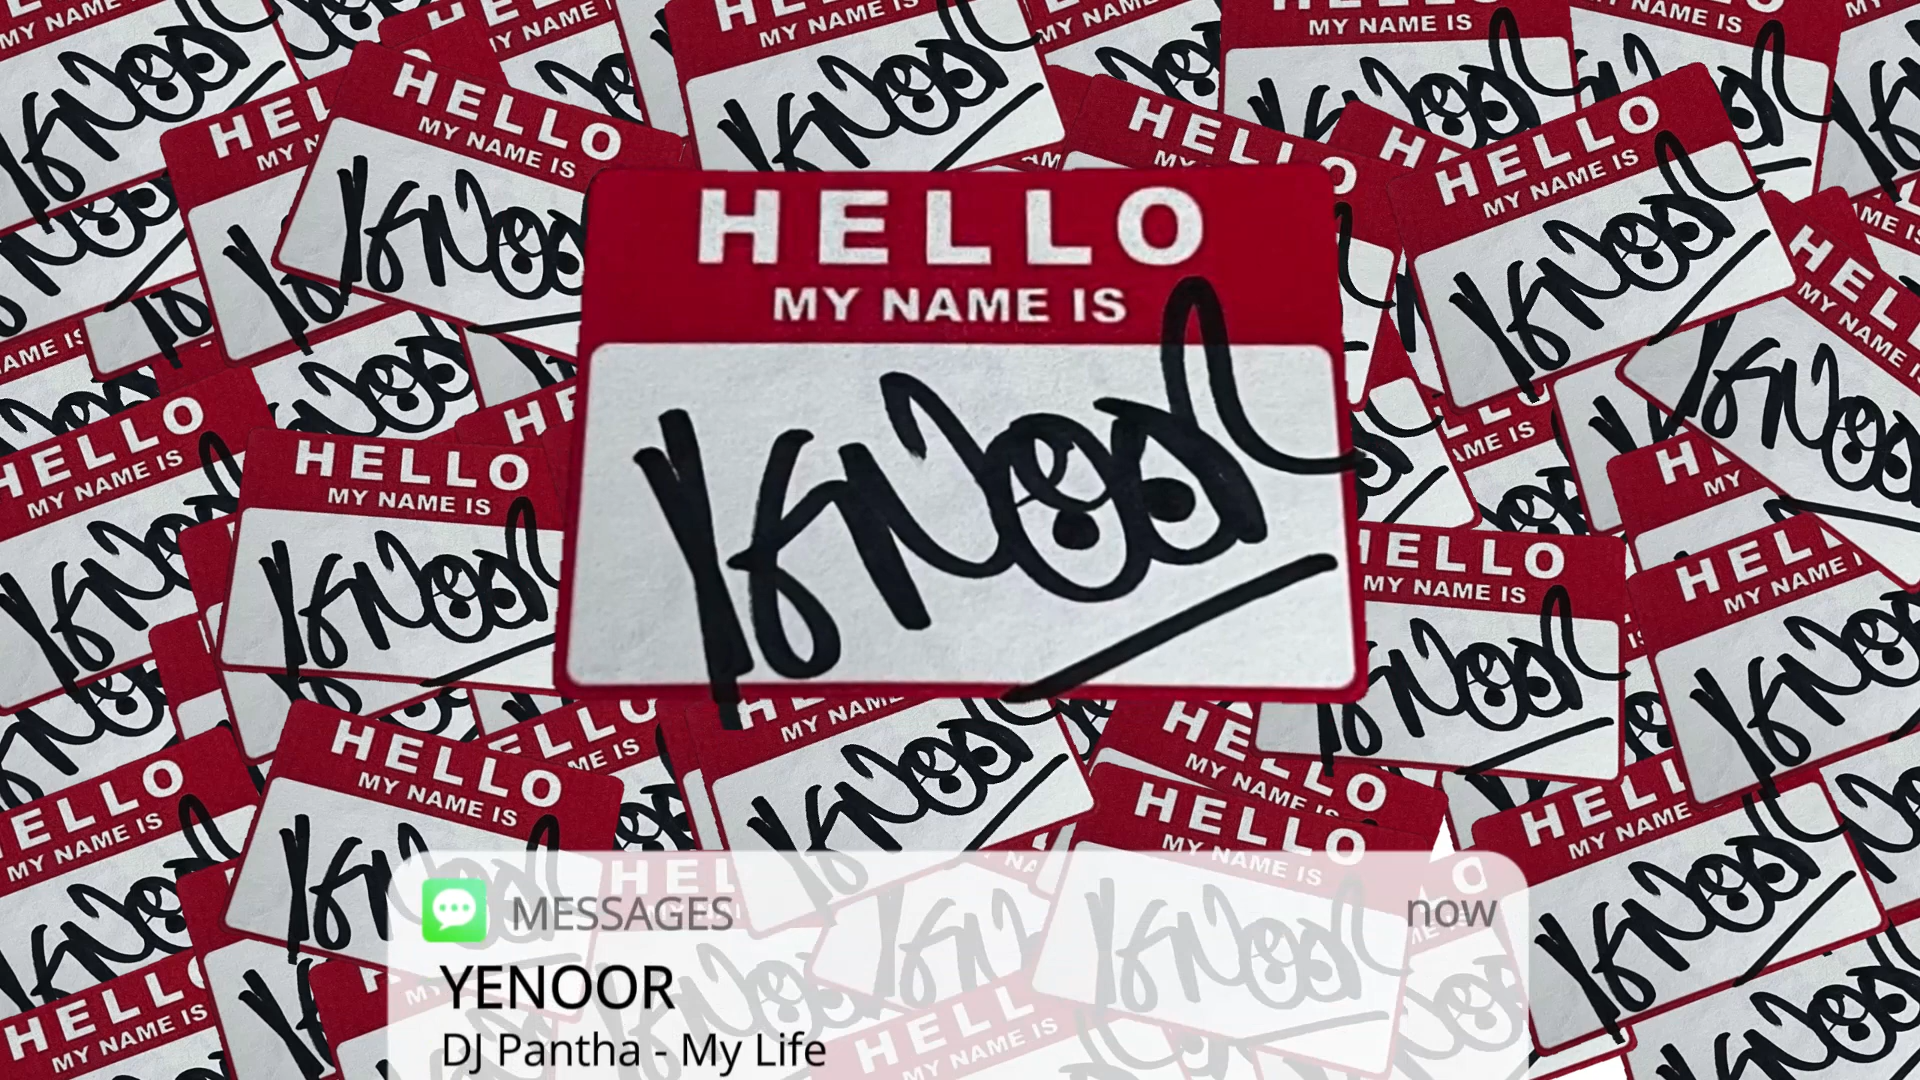 HELLO
MY NAME IS
YENOOR
MESSAGES
now
YENOOR
DJ Pantha - My Life